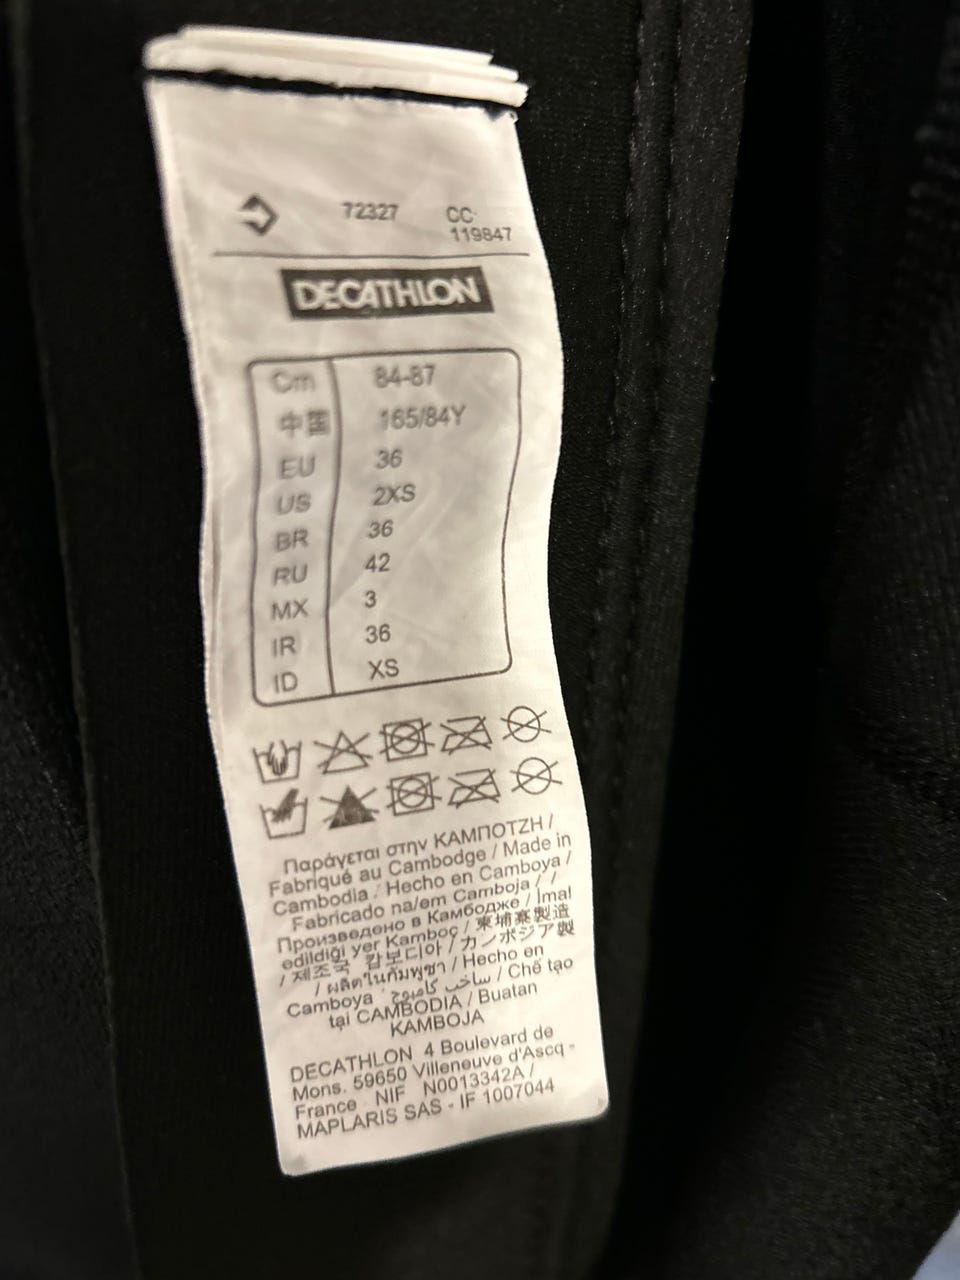 72327 CC
119847
DECATHLON
Cm 84-87
中国 165/84Y
EU 36
US 2XS
BR 36
RU 42
MX 3
IR 36
ID XS
Παράγεται στην ΚΑΜΠΟΤΖΗ /
Fabriqué au Cambodge / Made in
Cambodia / Hecho en Camboya /
Fabricado na/em Camboja / /
Произведено в Камбодже / Imal
edildiği yer Kamboç / 柬埔寨製造
/ 제조국 캄보디아 / カンボジア製
/ ผลิตในกัมพูชา / Hecho en
Camboya / ساخت كامبوج / Chế tạo
tại CAMBODIA / Buatan
KAMBOJA
DECATHLON 4 Boulevard de
Mons. 59650 Villeneuve d'Ascq -
France NIF N0013342A /
MAPLARIS SAS - IF 1007044